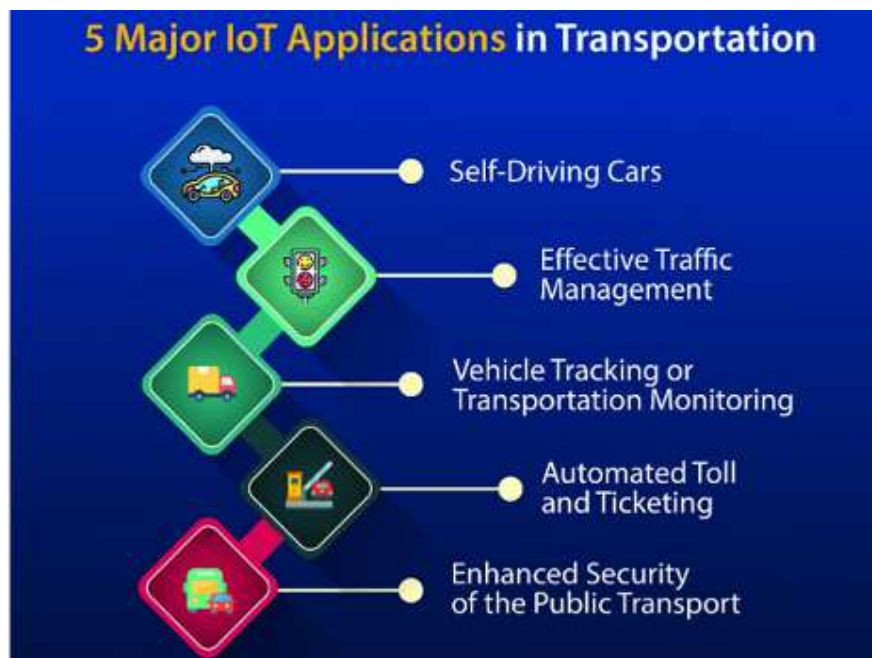 5 Major IoT Applications in Transportation
Self-Driving Cars
Effective Traffic
Management
Vehicle Tracking or
Transportation Monitoring
Automated Toll
and Ticketing
Enhanced Security
of the Public Transport